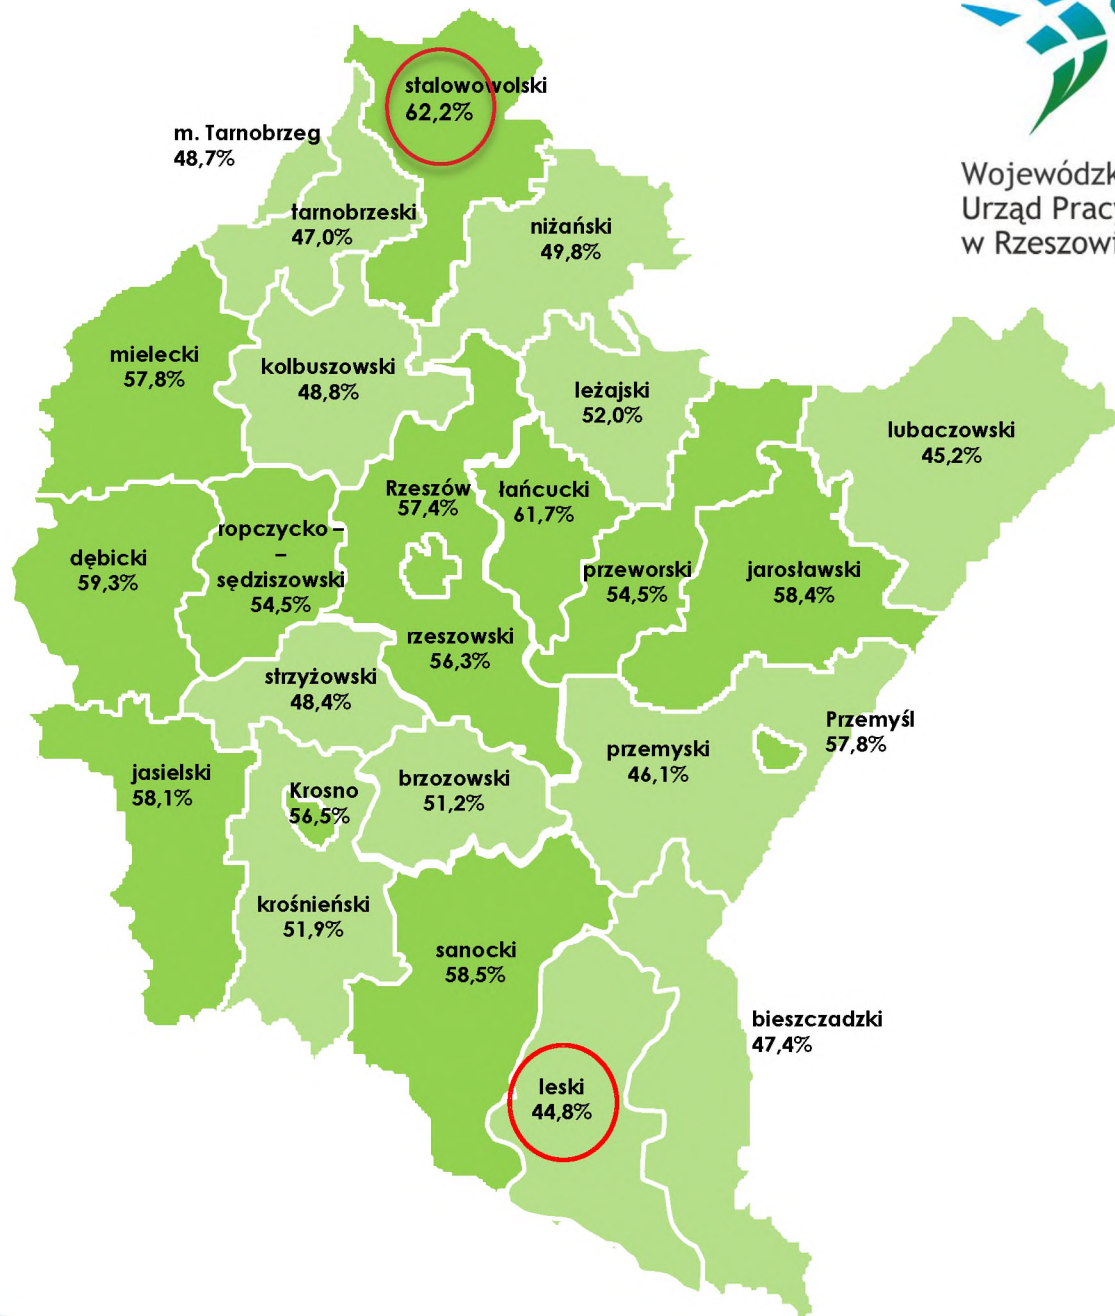 stalowowolski
62,2%
m. Tarnobrzeg
48,7%
Wojewódzk
Urząd Pracy
w Rzeszowi
tarnobrzeski
47,0%
niżański
49,8%
mielecki
57,8%
kolbuszowski
48,8%
leżajski
52,0%
lubaczowski
45,2%
Rzeszów
57,4%
łańcucki
61,7%
ropczycko –
–
sędziszowski
54,5%
dębicki
59,3%
przeworski
54,5%
jarosławski
58,4%
rzeszowski
56,3%
strzyżowski
48,4%
Przemyśl
57,8%
przemyski
46,1%
jasielski
58,1%
Krosno
56,5%
brzozowski
51,2%
krośnieński
51,9%
sanocki
58,5%
bieszczadzki
47,4%
leski
44,8%